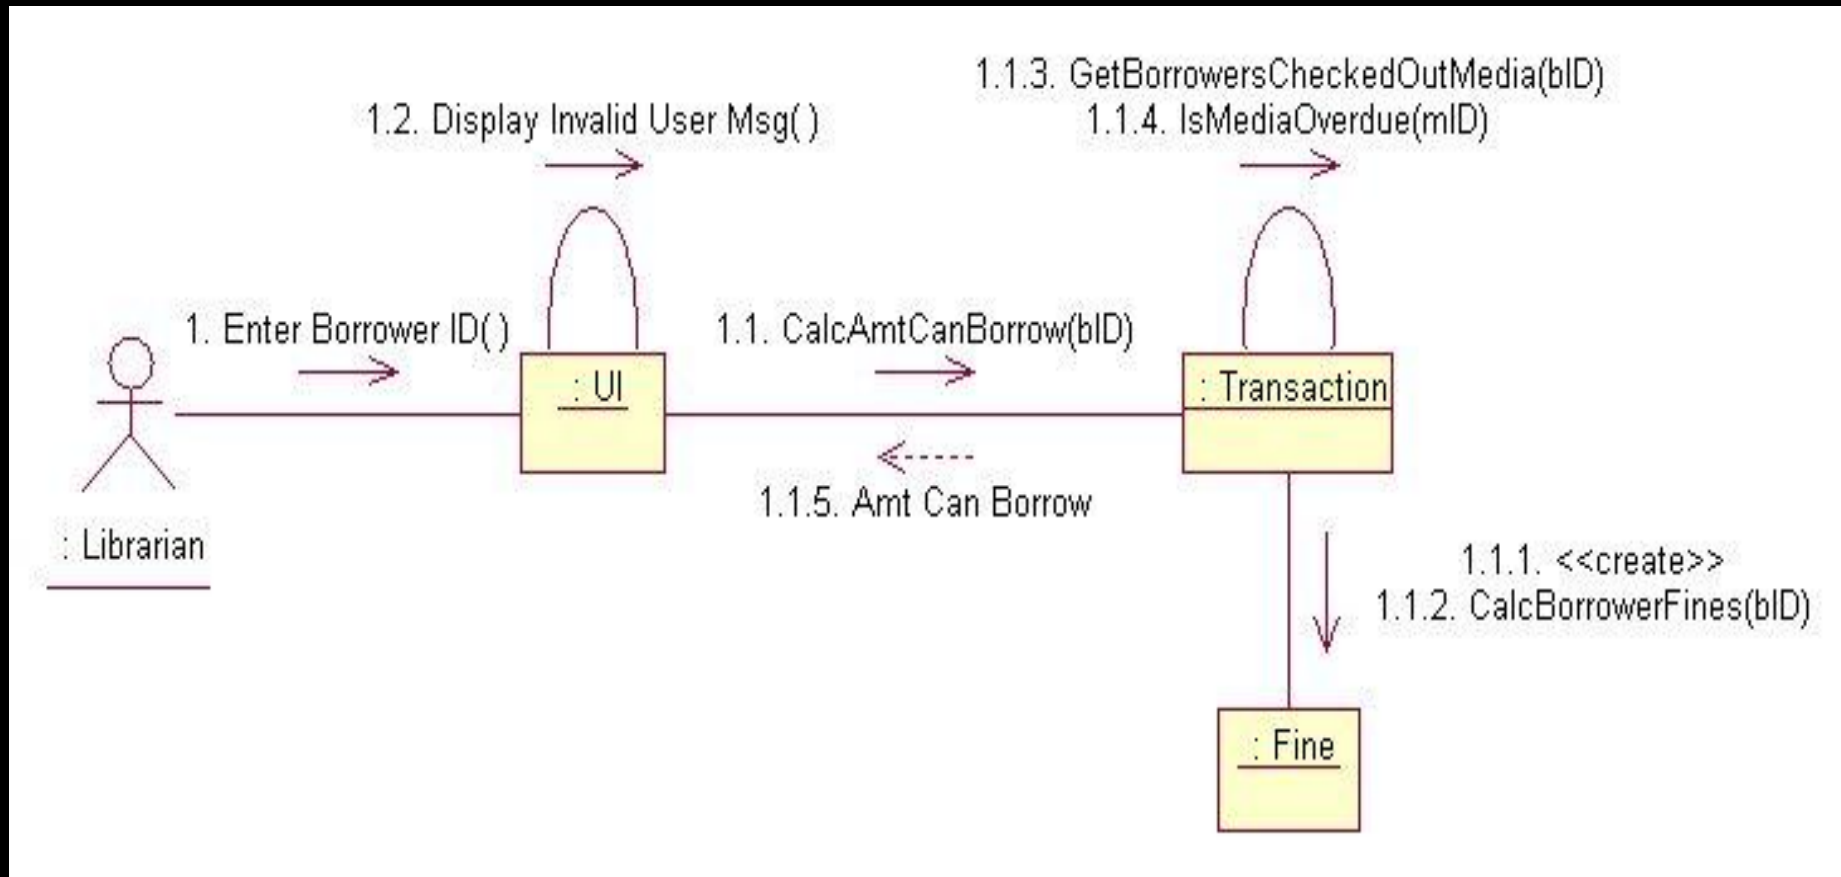 1.1.3. GetBorrowersCheckedOutMedia(bID)
1.2. Display Invalid User Msg( )
1.1.4. IsMediaOverdue(mID)
1. Enter Borrower ID( )
1.1. CalcAmtCanBorrow(bID)
: UI
: Transaction
1.1.5. Amt Can Borrow
: Librarian
1.1.1. <<create>>
1.1.2. CalcBorrowerFines(bID)
: Fine